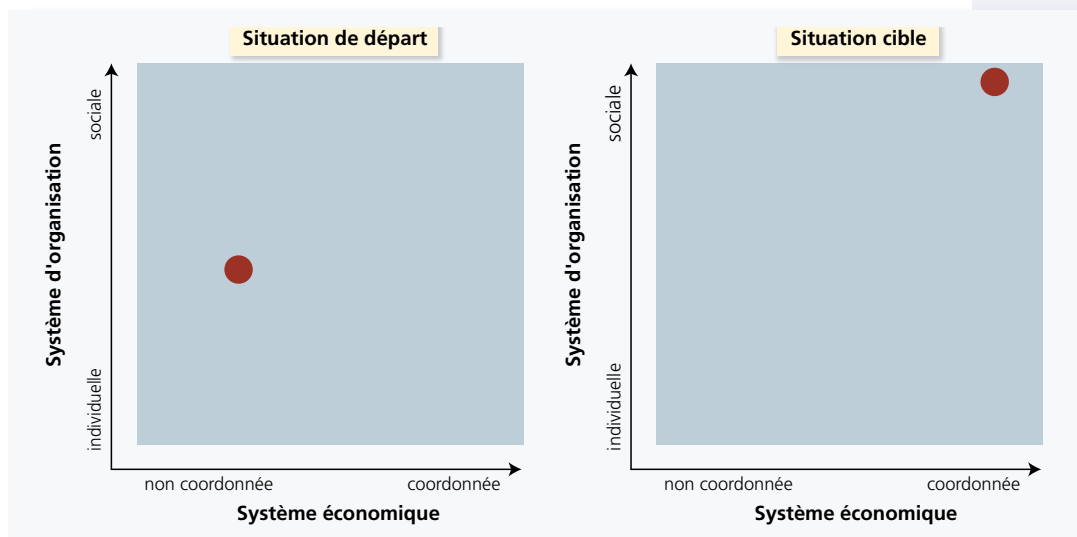 Situation de départ
Système d'organisation
sociale
individuelle
non coordonnée
coordonnée
Système économique
Situation cible
Système d'organisation
sociale
individuelle
non coordonnée
coordonnée
Système économique